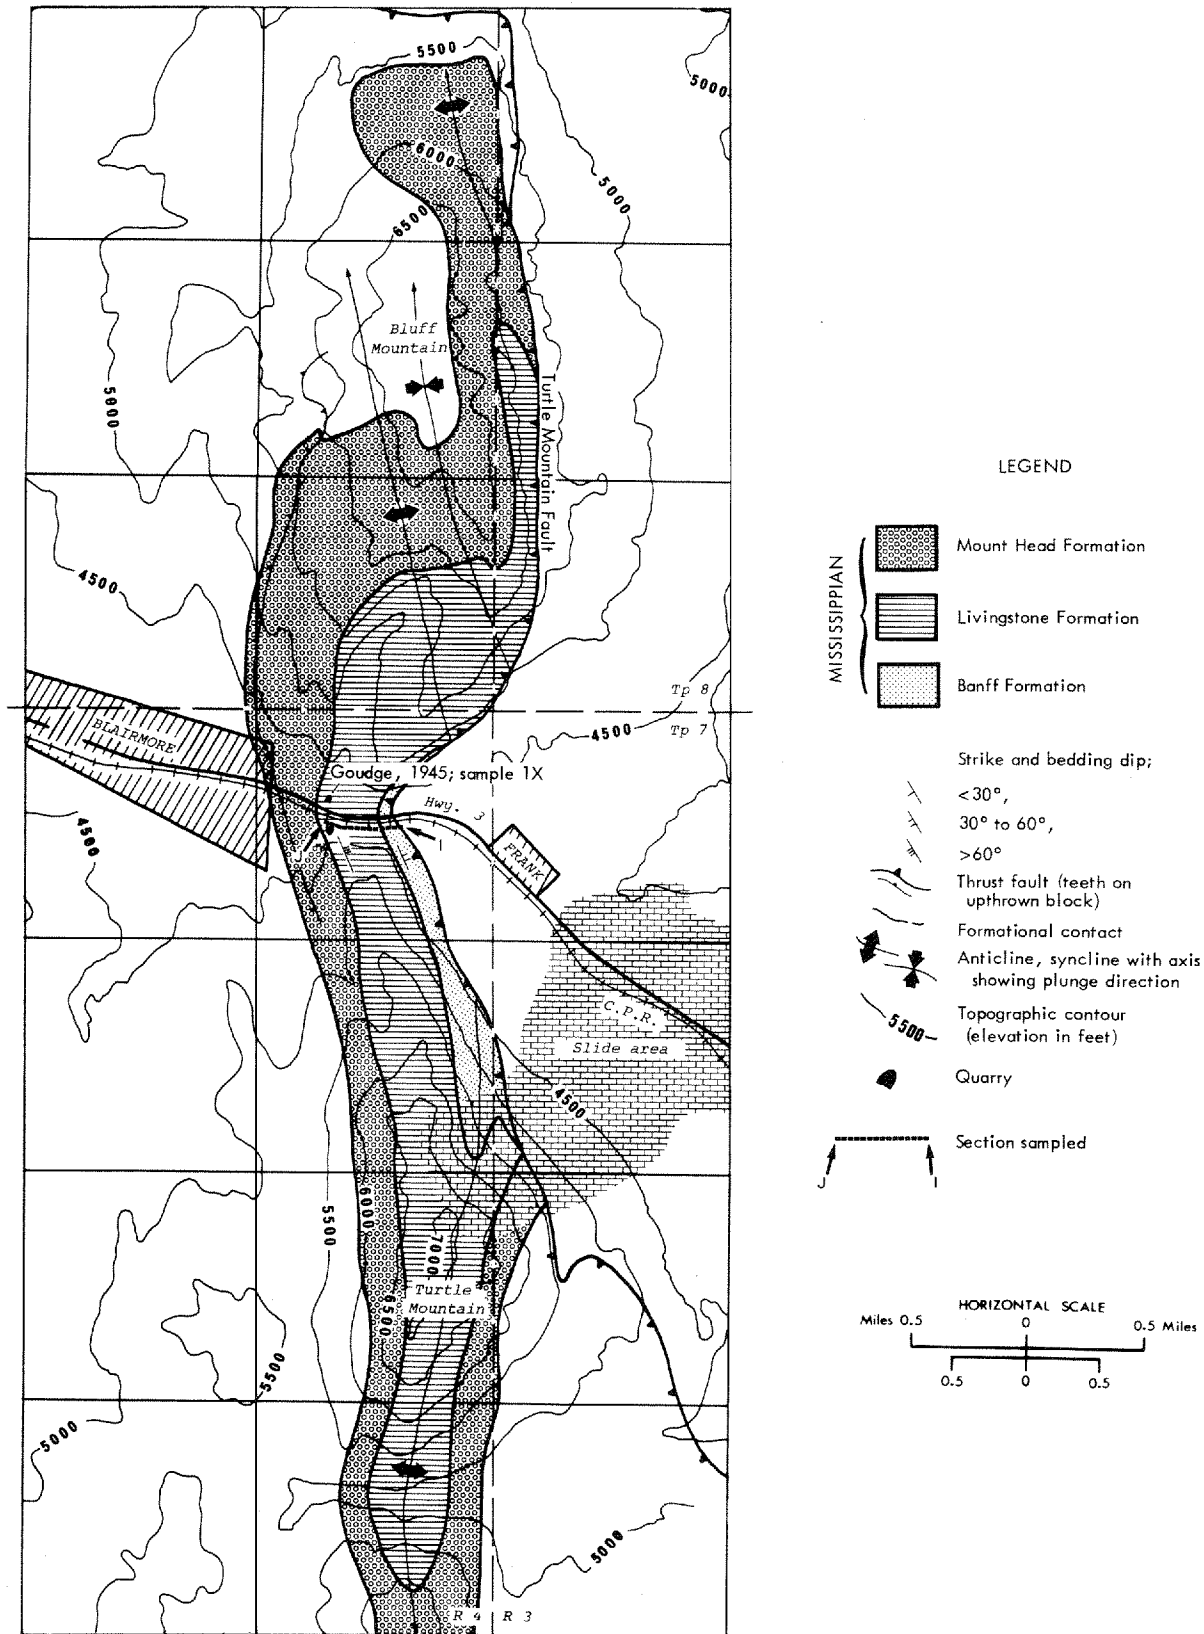 5500
5000
6000
5000
6500
Bluff
Mountain
5000
Turtle Mountain Fault
4500
Tp 8
Tp 7
4500
BLAIRMORE
Goudge, 1945; sample 1X
Hwy. 3
J
I
FRANK
4500
C.P.R.
Slide area
4500
6000
5500
7000
Turtle
Mountain
6500
5500
5000
5000
R 4
R 3
LEGEND
MISSISSIPPIAN
Mount Head Formation
Livingstone Formation
Banff Formation
Strike and bedding dip;
<30°,
30° to 60°,
>60°
Thrust fault (teeth on
upthrown block)
Formational contact
Anticline, syncline with axis
showing plunge direction
5500
Topographic contour
(elevation in feet)
Quarry
Section sampled
J
I
HORIZONTAL SCALE
Miles 0.5 0 0.5 Miles
0.5 0 0.5